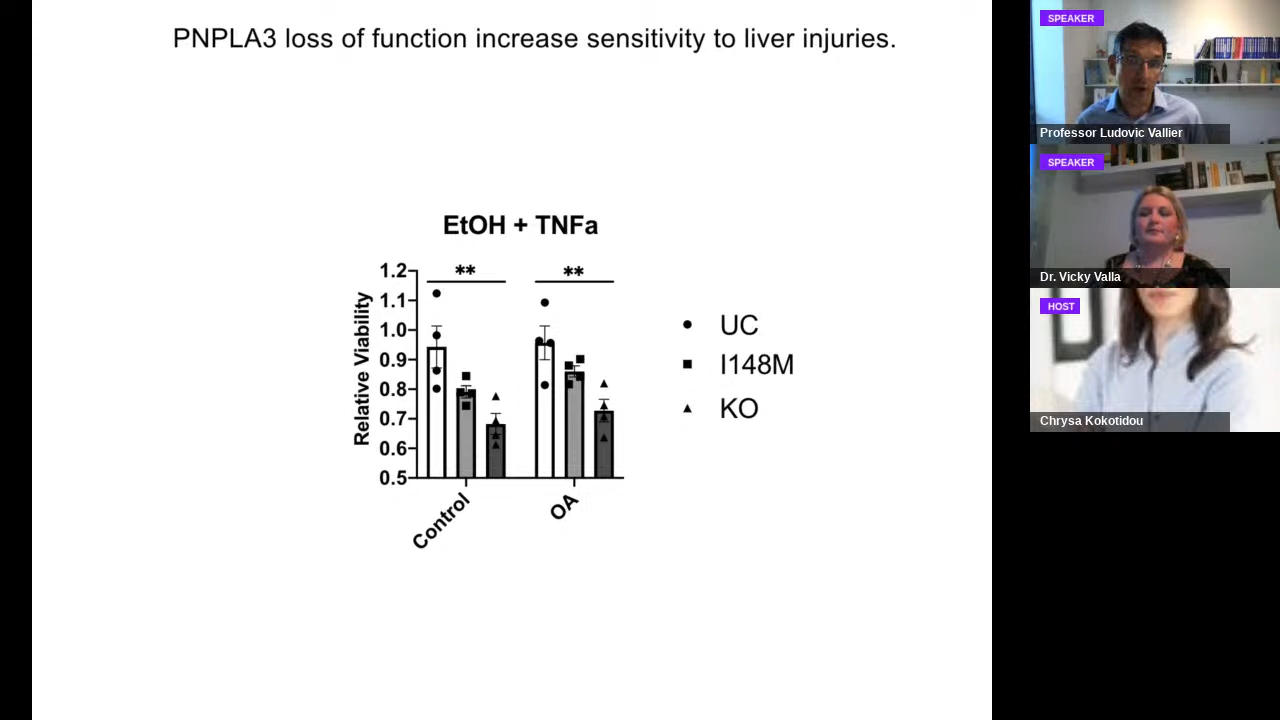 PNPLA3 loss of function increase sensitivity to liver injuries.
EtOH + TNFa
Relative Viability
1.2
1.1
1.0
0.9
0.8
0.7
0.6
0.5
**
**
Control
OA
UC
I148M
KO
SPEAKER
Professor Ludovic Vallier
SPEAKER
Dr. Vicky Valla
HOST
Chrysa Kokotidou